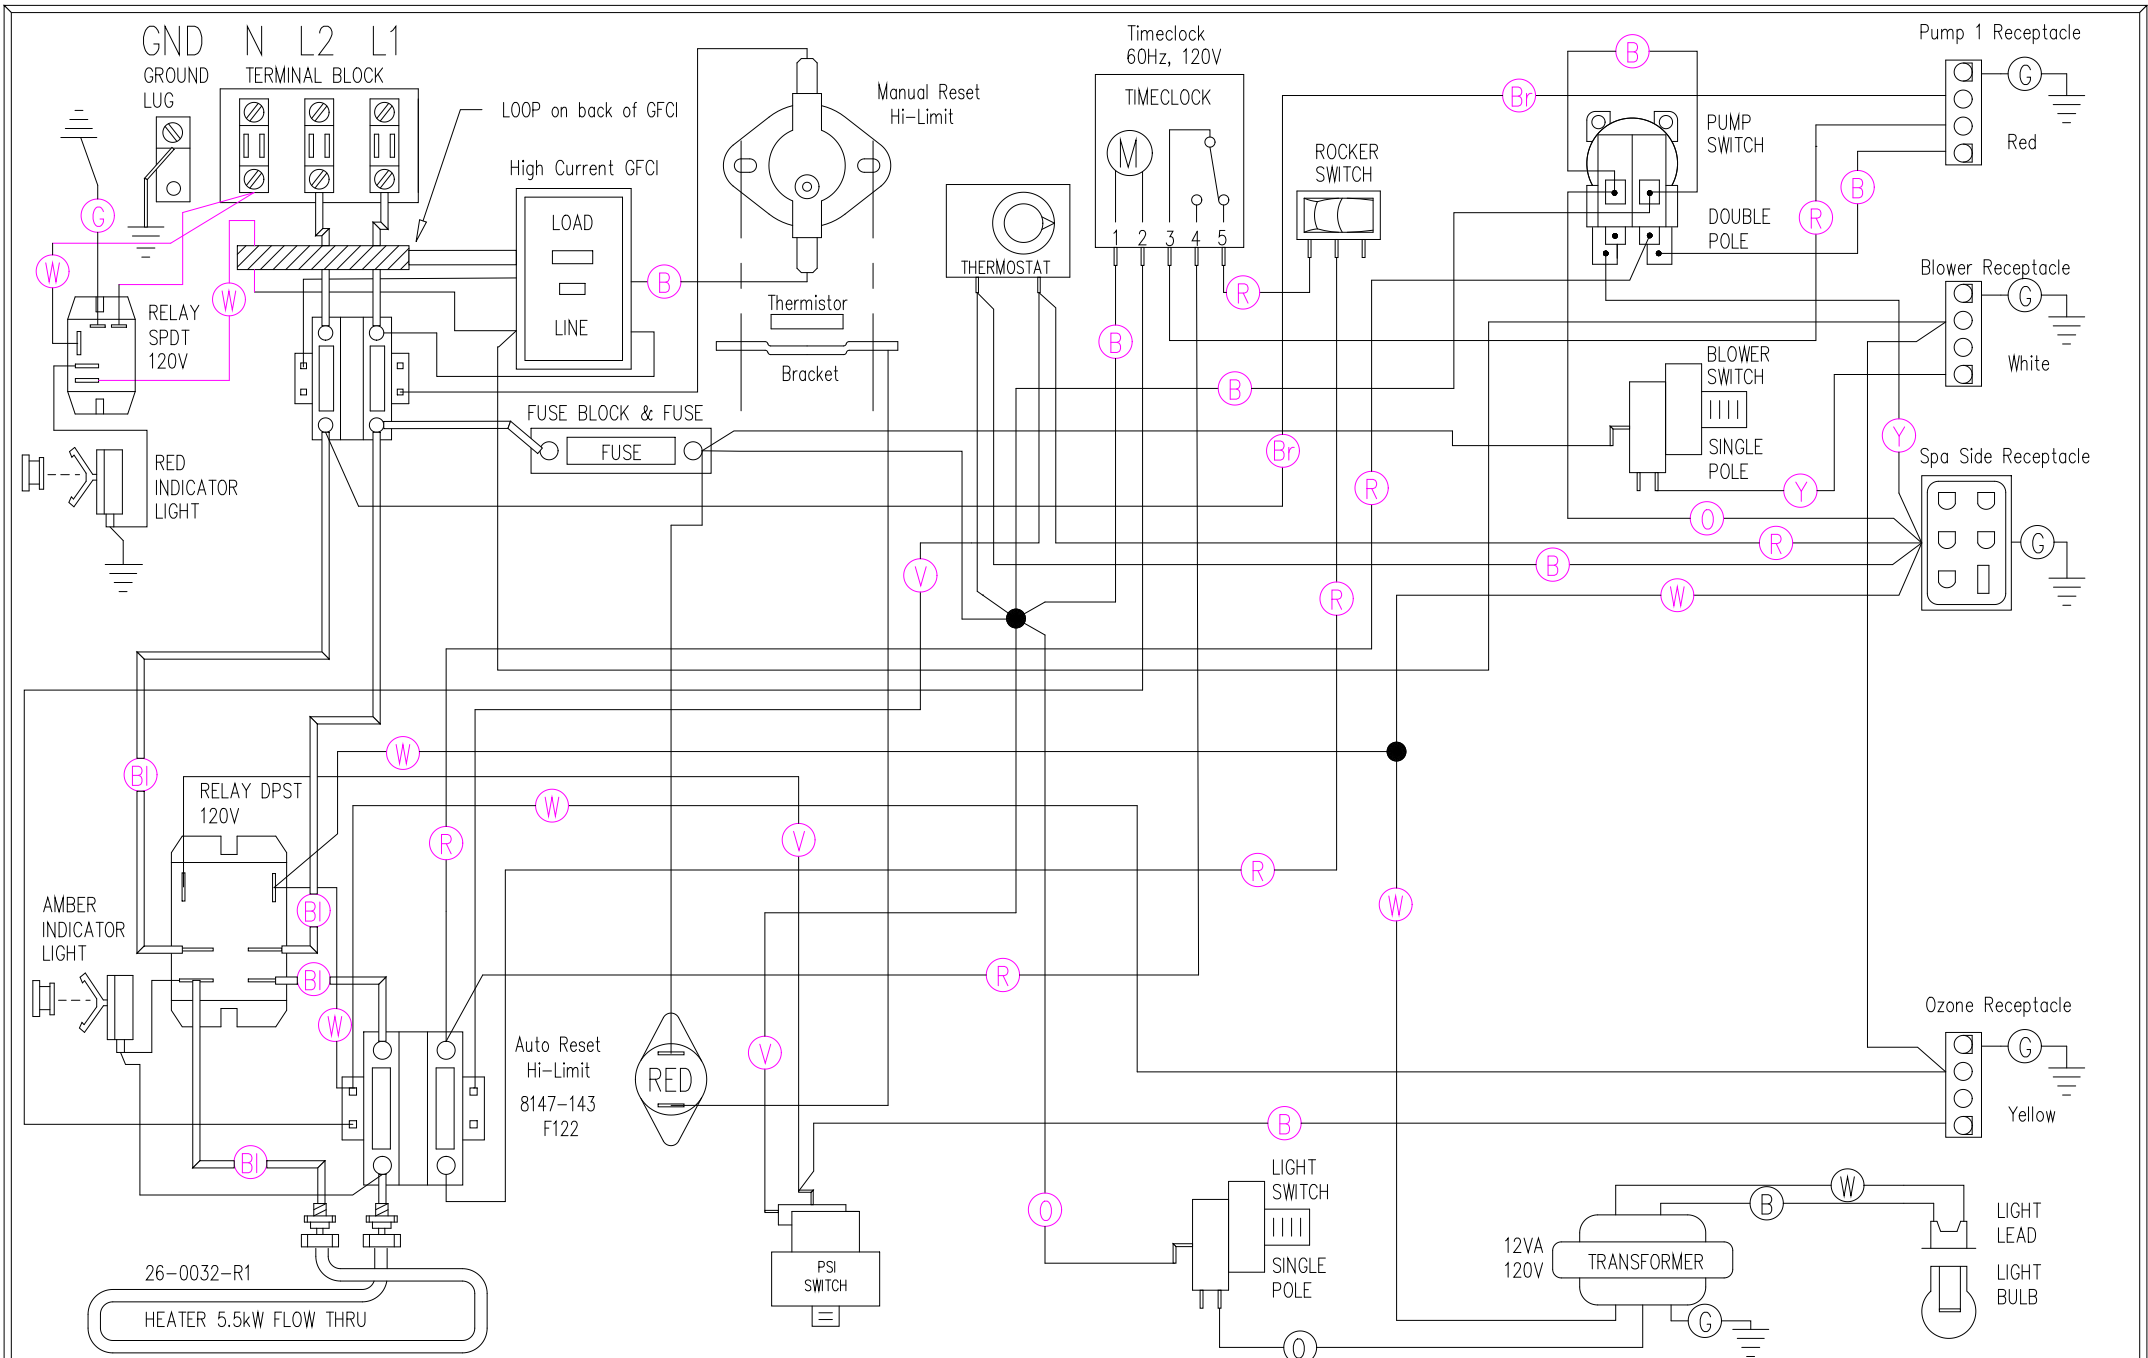 GND N L2 L1
GROUND
LUG
TERMINAL BLOCK
LOOP on back of GFCI
High Current GFCI
LOAD
LINE
Manual Reset
Hi-Limit
Thermistor
Bracket
Timeclock
60Hz, 120V
TIMECLOCK
M
1 2 3 4 5
THERMOSTAT
ROCKER
SWITCH
PUMP
SWITCH
DOUBLE
POLE
Pump 1 Receptacle
G
Red
B
Br
B
R
G
W
W
B
R
B
RELAY
SPDT
120V
Blower Receptacle
G
White
BLOWER
SWITCH
SINGLE
POLE
B
FUSE BLOCK & FUSE
FUSE
RED
INDICATOR
LIGHT
Br
Y
R
Y
O
Spa Side Receptacle
G
R
B
V
R
W
W
Bl
RELAY DPST
120V
W
V
R
R
Bl
W
AMBER
INDICATOR
LIGHT
Bl
R
W
Auto Reset
Hi-Limit
8147-143
F122
RED
V
Ozone Receptacle
G
Yellow
B
Bl
O
LIGHT
SWITCH
SINGLE
POLE
W
B
LIGHT
LEAD
12VA
120V
TRANSFORMER
LIGHT
BULB
PSI
SWITCH
26-0032-R1
HEATER 5.5kW FLOW THRU
G
O